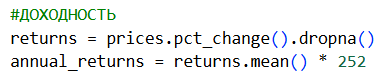 #ДОХОДНОСТЬ
returns = prices.pct_change().dropna()
annual_returns = returns.mean() * 252